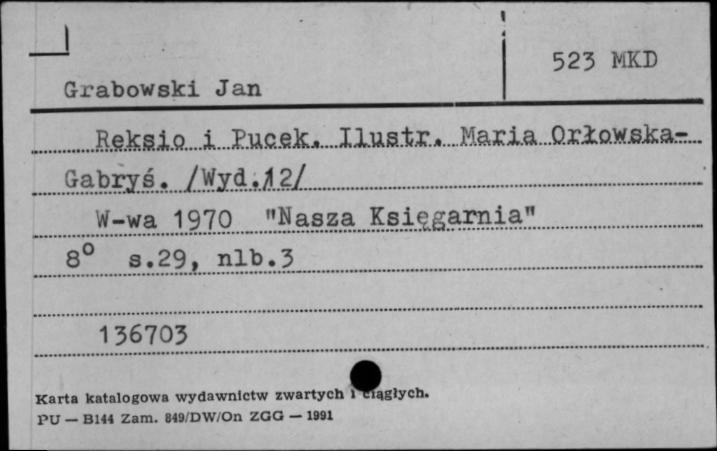 523 MKD
Grabowski Jan
Reksio i Pucek. Ilustr. Maria Orłowska-
Gabryś. /Wyd.12/
W-wa 1970 "Nasza Księgarnia"
8° s.29, nlb.3
136703
Karta katalogowa wydawnictw zwartych i ciągłych.
PU — B144 Zam. 849/DW/On ZGG — 1991